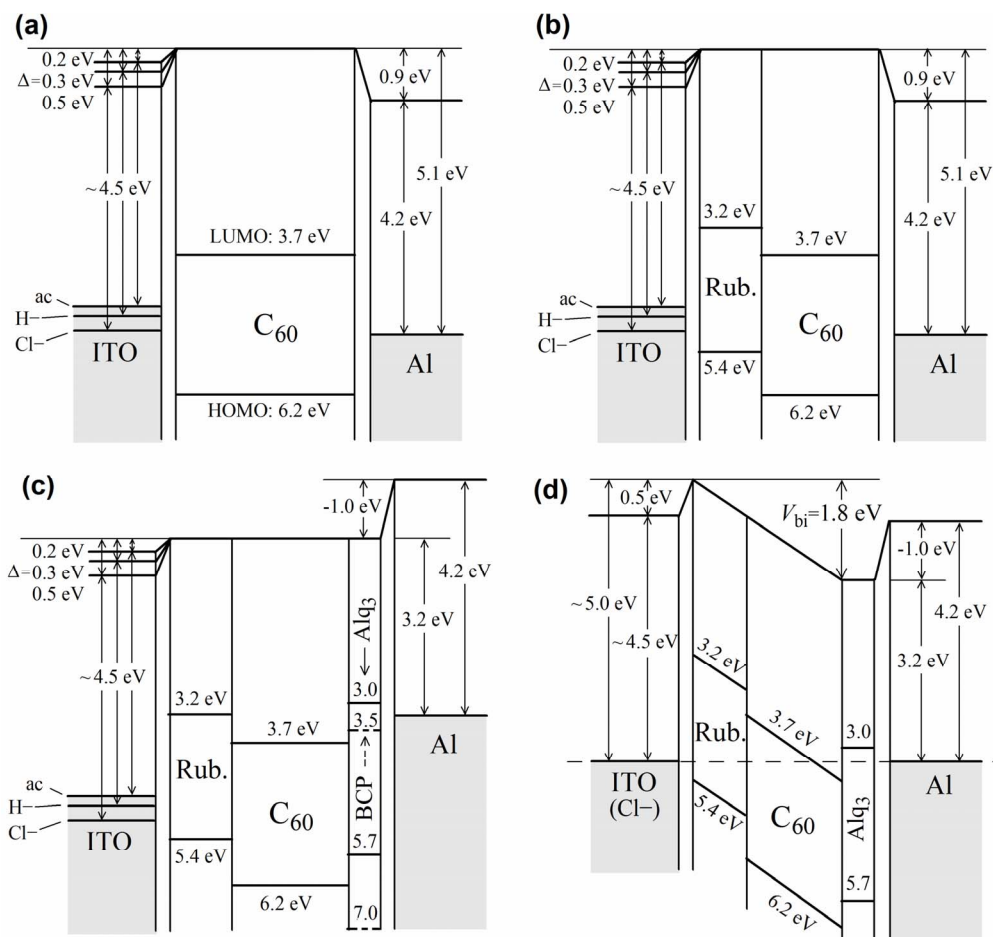 (a)
0.2 eV
Δ=0.3 eV
0.5 eV
0.9 eV
~4.5 eV
5.1 eV
4.2 eV
LUMO: 3.7 eV
ac
H−
Cl−
ITO
C60
Al
HOMO: 6.2 eV
(b)
0.2 eV
Δ=0.3 eV
0.5 eV
0.9 eV
~4.5 eV
5.1 eV
4.2 eV
3.2 eV
3.7 eV
Rub.
ac
H−
Cl−
ITO
C60
Al
5.4 eV
6.2 eV
(c)
-1.0 eV
0.2 eV
Δ=0.3 eV
0.5 eV
4.2 eV
3.2 eV
Alq3
~4.5 eV
3.0
3.2 eV
3.5
3.7 eV
Al
Rub.
BCP
ac
H−
Cl−
ITO
C60
5.7
5.4 eV
6.2 eV
7.0
(d)
0.5 eV
Vbi=1.8 eV
-1.0 eV
~5.0 eV
~4.5 eV
4.2 eV
3.2 eV
3.2 eV
3.7 eV
3.0
Rub.
ITO
(Cl−)
Al
5.4 eV
C60
Alq3
5.7
6.2 eV